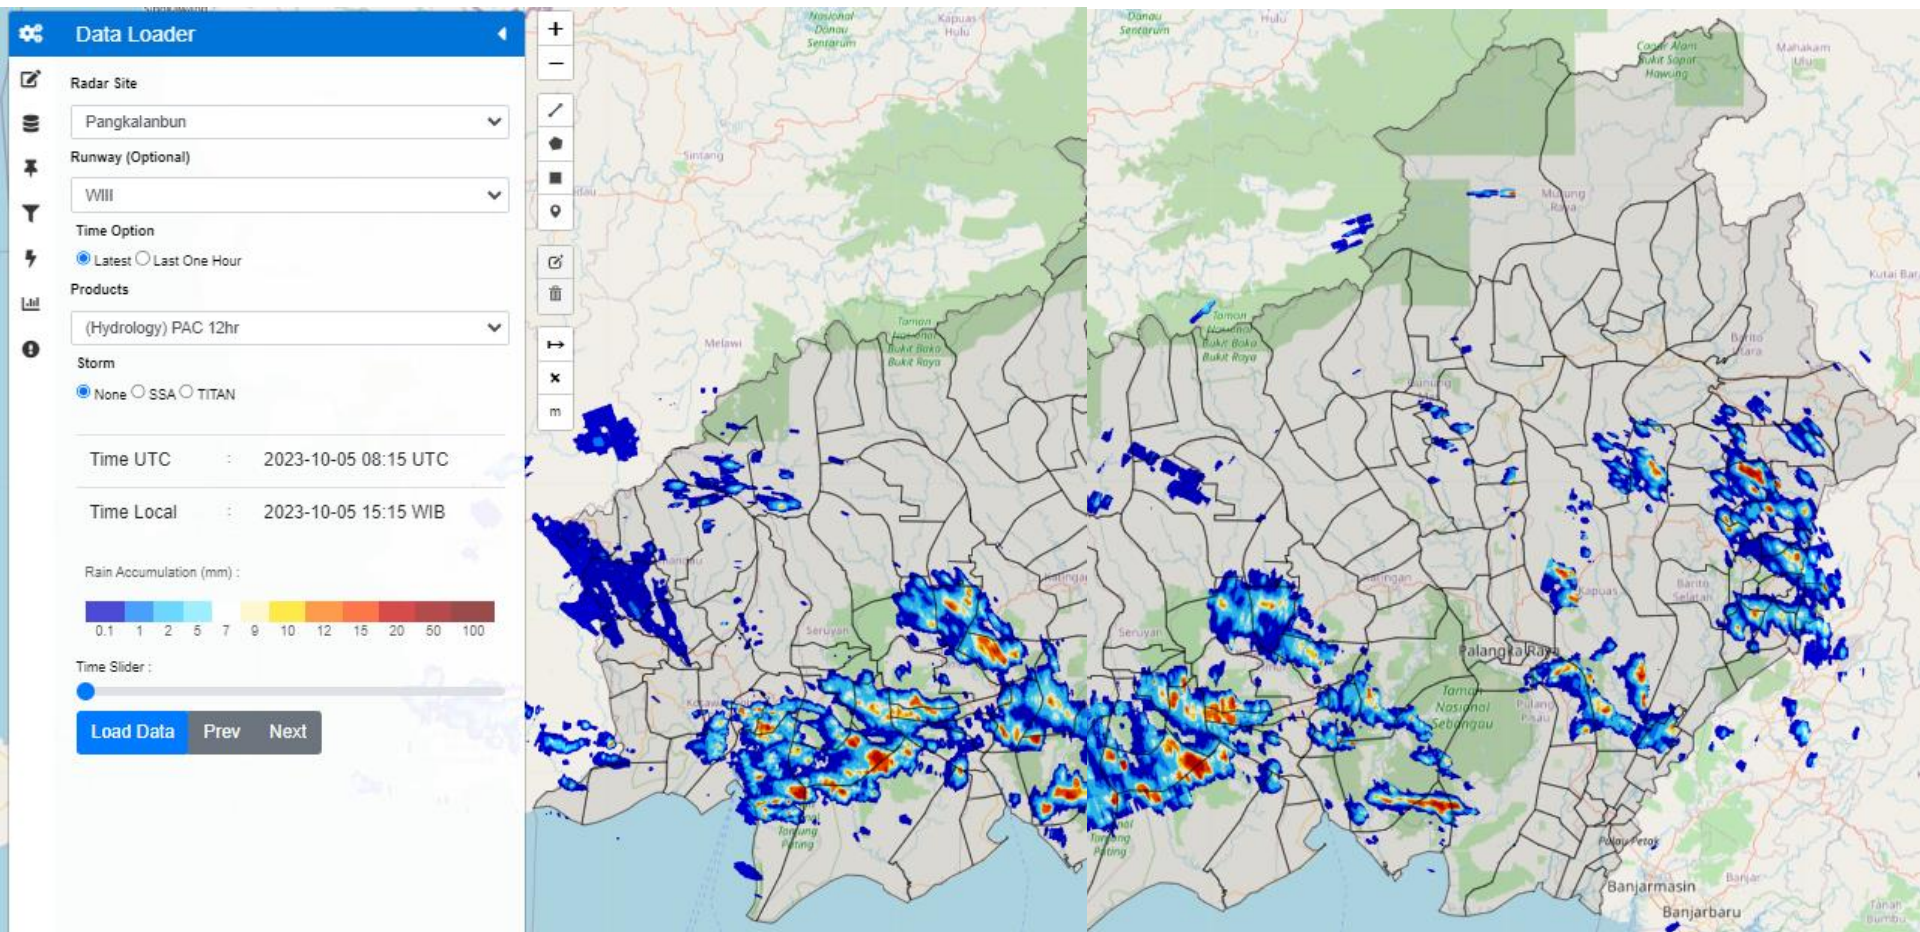 Data Loader
Radar Site
Pangkalanbun
Runway (Optional)
WIII
Time Option
Latest Last One Hour
Products
(Hydrology) PAC 12hr
Storm
None SSA TITAN
Time UTC : 2023-10-05 08:15 UTC
Time Local : 2023-10-05 15:15 WIB
Rain Accumulation (mm) :
0.1 1 2 5 7 9 10 12 15 20 50 100
Time Slider :
Load Data Prev Next
+
−
m
Nasional
Danau
Sentarum
Kapuas
Hulu
Sintang
Melawi
Taman
Nasional
Bukit Baka
Bukit Raya
Katingan
Seruyan
Tanjung
Puting
Danau
Sentarum
Hulu
Cagar Alam
Bukit Sapat
Hawung
Mahakam
Ulu
Murung
Raya
Kutai Bar
Taman
Nasional
Bukit Baka
Bukit Raya
Barito
Utara
Gunung
Katingan
Kapuas
Barito
Selatan
Seruyan
Palangka Raya
Taman
Nasional
Sebangau
Pulang
Pisau
Puting
Pulau Petak
Banjarmasin
Banjar
Banjarbaru
Tanah
Bumbu